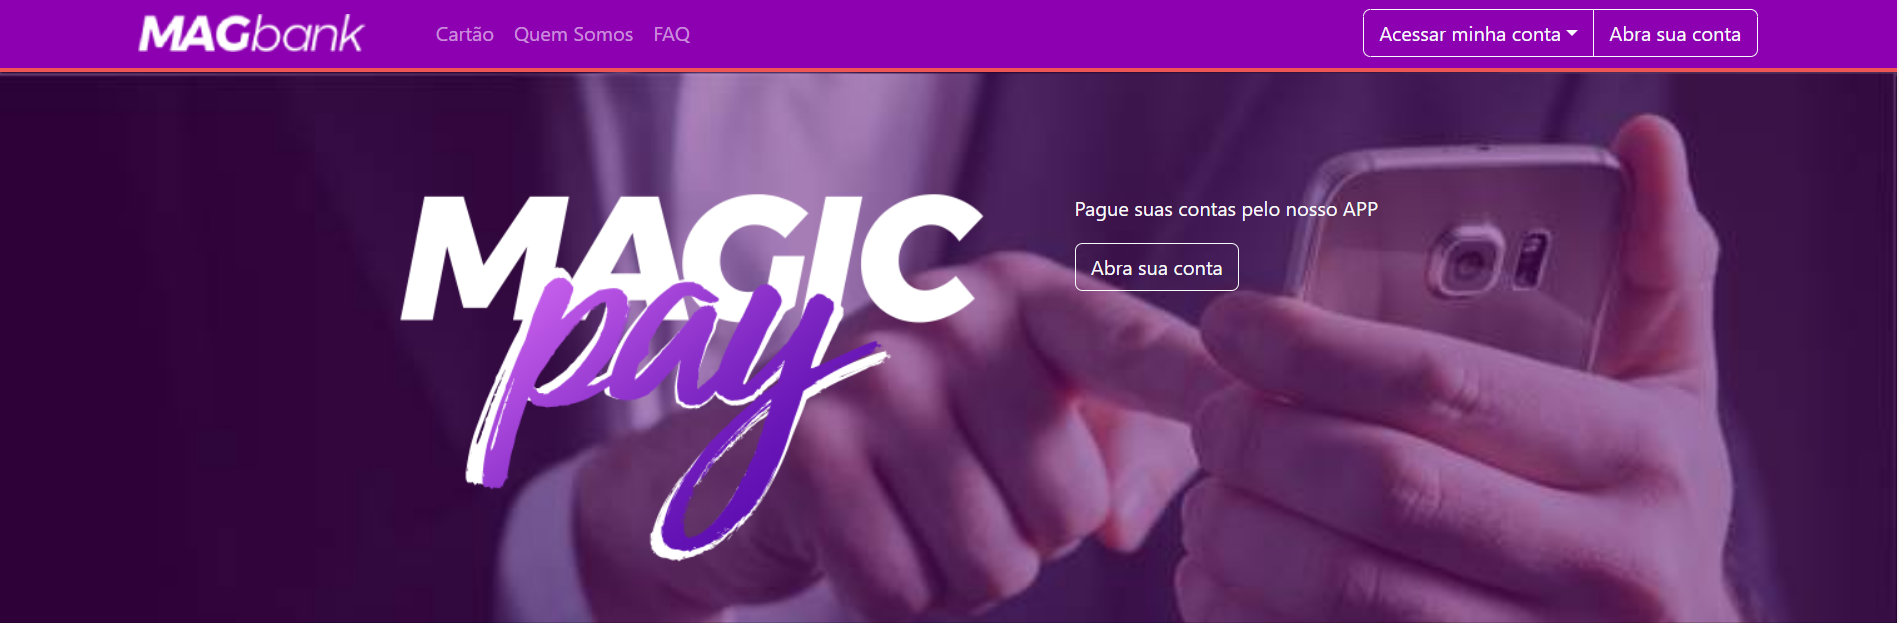 MAGbank
Cartão Quem Somos FAQ
Acessar minha conta Abra sua conta
MAGIC
pay
Pague suas contas pelo nosso APP
Abra sua conta